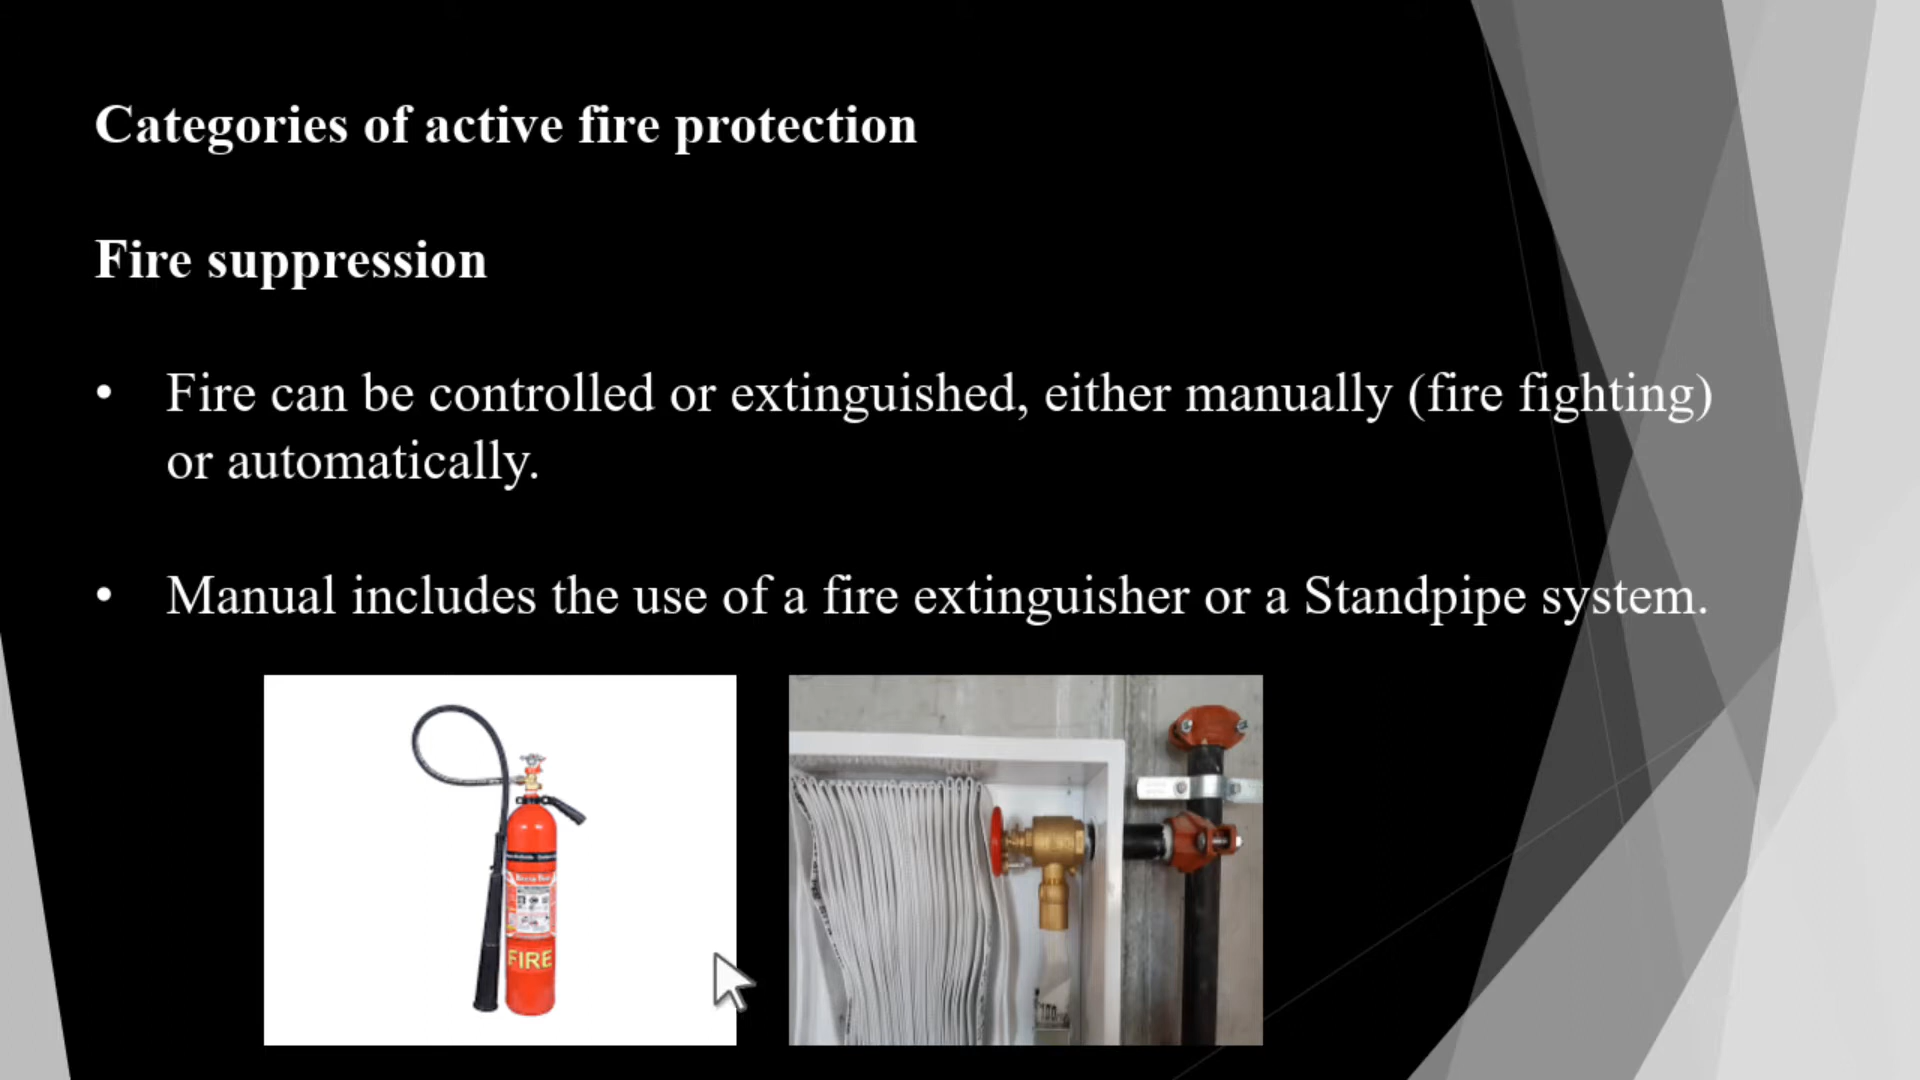 Categories of active fire protection
Fire suppression
• Fire can be controlled or extinguished, either manually (fire fighting)
or automatically.
• Manual includes the use of a fire extinguisher or a Standpipe system.
FIRE